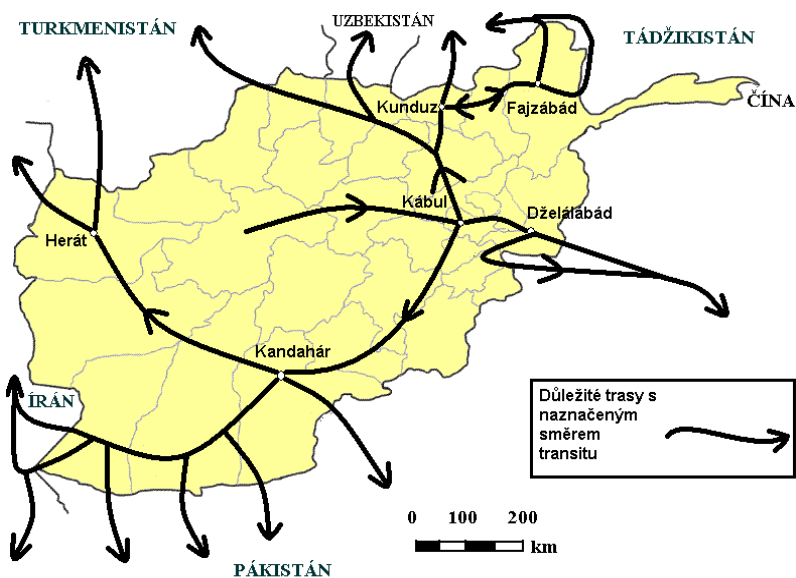 TURKMENISTÁN
UZBEKISTÁN
TÁDŽIKISTÁN
ČÍNA
Kunduz
Fajzábád
Kábul
Dželálábád
Herát
Kandahár
ÍRÁN
Důležité trasy s
naznačeným
směrem
transitu
0 100 200
km
PÁKISTÁN